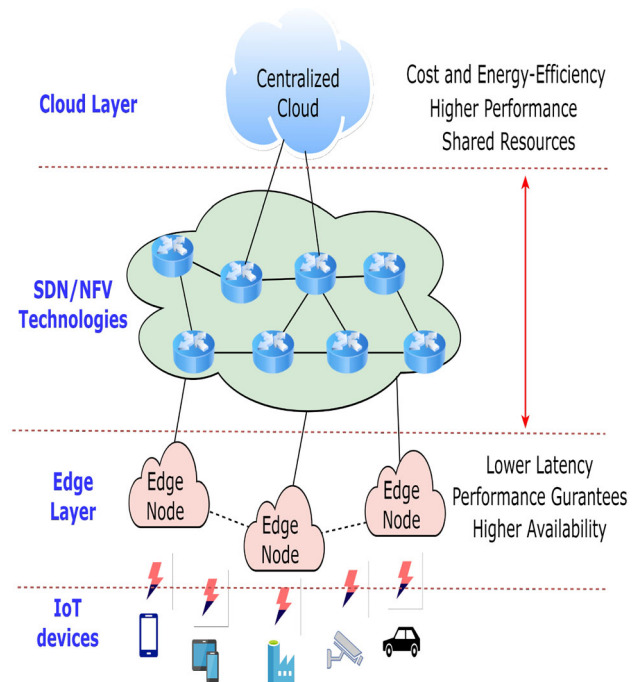 Centralized
Cloud
Cloud Layer
Cost and Energy-Efficiency
Higher Performance
Shared Resources
SDN/NFV
Technologies
Edge
Layer
Edge
Node
Edge
Node
Edge
Node
Lower Latency
Performance Gurantees
Higher Availability
IoT
devices